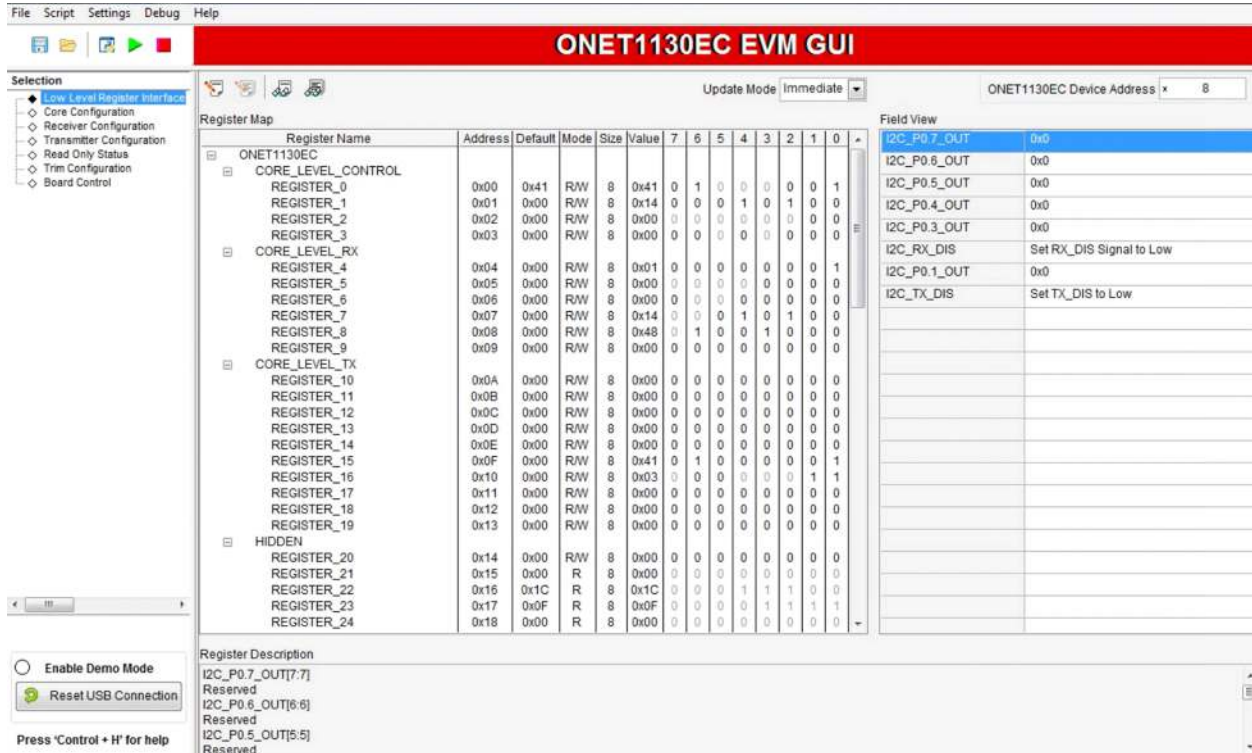 File Script Settings Debug Help
ONET1130EC EVM GUI
Selection
Low Level Register Interface
Core Configuration
Receiver Configuration
Transmitter Configuration
Read Only Status
Trim Configuration
Board Control
Update Mode Immediate
ONET1130EC Device Address x 8
Register Map
Register Name Address Default Mode Size Value 7 6 5 4 3 2 1 0
ONET1130EC
CORE_LEVEL_CONTROL
REGISTER_0 0x00 0x41 R/W 8 0x41 0 1 0 0 0 0 0 1
REGISTER_1 0x01 0x00 R/W 8 0x14 0 0 0 1 0 1 0 0
REGISTER_2 0x02 0x00 R/W 8 0x00 0 0 0 0 0 0 0 0
REGISTER_3 0x03 0x00 R/W 8 0x00 0 0 0 0 0 0 0 0
CORE_LEVEL_RX
REGISTER_4 0x04 0x00 R/W 8 0x01 0 0 0 0 0 0 0 1
REGISTER_5 0x05 0x00 R/W 8 0x00 0 0 0 0 0 0 0 0
REGISTER_6 0x06 0x00 R/W 8 0x00 0 0 0 0 0 0 0 0
REGISTER_7 0x07 0x00 R/W 8 0x14 0 0 0 1 0 1 0 0
REGISTER_8 0x08 0x00 R/W 8 0x48 0 1 0 0 1 0 0 0
REGISTER_9 0x09 0x00 R/W 8 0x00 0 0 0 0 0 0 0 0
CORE_LEVEL_TX
REGISTER_10 0x0A 0x00 R/W 8 0x00 0 0 0 0 0 0 0 0
REGISTER_11 0x0B 0x00 R/W 8 0x00 0 0 0 0 0 0 0 0
REGISTER_12 0x0C 0x00 R/W 8 0x00 0 0 0 0 0 0 0 0
REGISTER_13 0x0D 0x00 R/W 8 0x00 0 0 0 0 0 0 0 0
REGISTER_14 0x0E 0x00 R/W 8 0x00 0 0 0 0 0 0 0 0
REGISTER_15 0x0F 0x00 R/W 8 0x41 0 1 0 0 0 0 0 1
REGISTER_16 0x10 0x00 R/W 8 0x03 0 0 0 0 0 0 1 1
REGISTER_17 0x11 0x00 R/W 8 0x00 0 0 0 0 0 0 0 0
REGISTER_18 0x12 0x00 R/W 8 0x00 0 0 0 0 0 0 0 0
REGISTER_19 0x13 0x00 R/W 8 0x00 0 0 0 0 0 0 0 0
HIDDEN
REGISTER_20 0x14 0x00 R/W 8 0x00 0 0 0 0 0 0 0 0
REGISTER_21 0x15 0x00 R 8 0x00 0 0 0 0 0 0 0 0
REGISTER_22 0x16 0x1C R 8 0x1C 0 0 0 1 1 1 0 0
REGISTER_23 0x17 0x0F R 8 0x0F 0 0 0 0 1 1 1 1
REGISTER_24 0x18 0x00 R 8 0x00 0 0 0 0 0 0 0 0
Field View
I2C_P0.7_OUT 0x0
I2C_P0.6_OUT 0x0
I2C_P0.5_OUT 0x0
I2C_P0.4_OUT 0x0
I2C_P0.3_OUT 0x0
I2C_RX_DIS Set RX_DIS Signal to Low
I2C_P0.1_OUT 0x0
I2C_TX_DIS Set TX_DIS to Low
Enable Demo Mode
Reset USB Connection
Press 'Control + H' for help
Register Description
I2C_P0.7_OUT[7:7]
Reserved
I2C_P0.6_OUT[6:6]
Reserved
I2C_P0.5_OUT[5:5]
Reserved